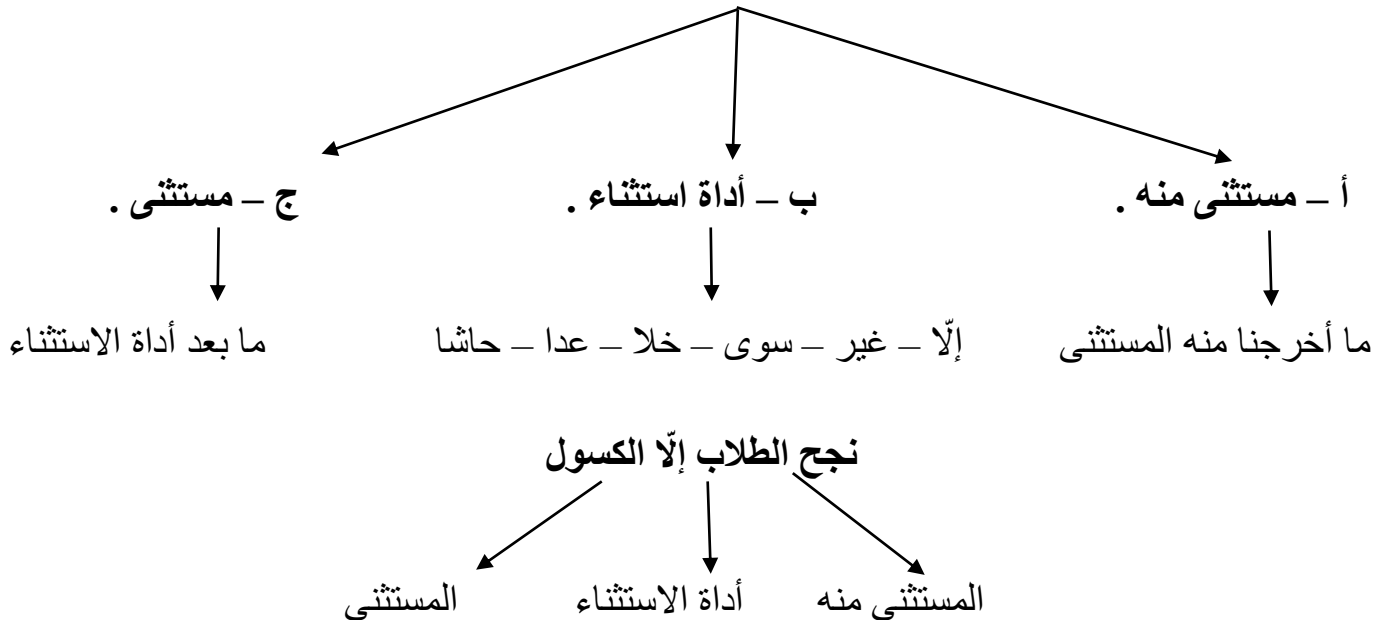 أ – مستثنى منه . ب – أداة استثناء . ج – مستثنى .
ما أخرجنا منه المستثنى إلّا – غير – سوى – خلا – عدا – حاشا ما بعد أداة الاستثناء
نجح الطلاب إلّا الكسول
المستثنى منه أداة الاستثناء المستثنى